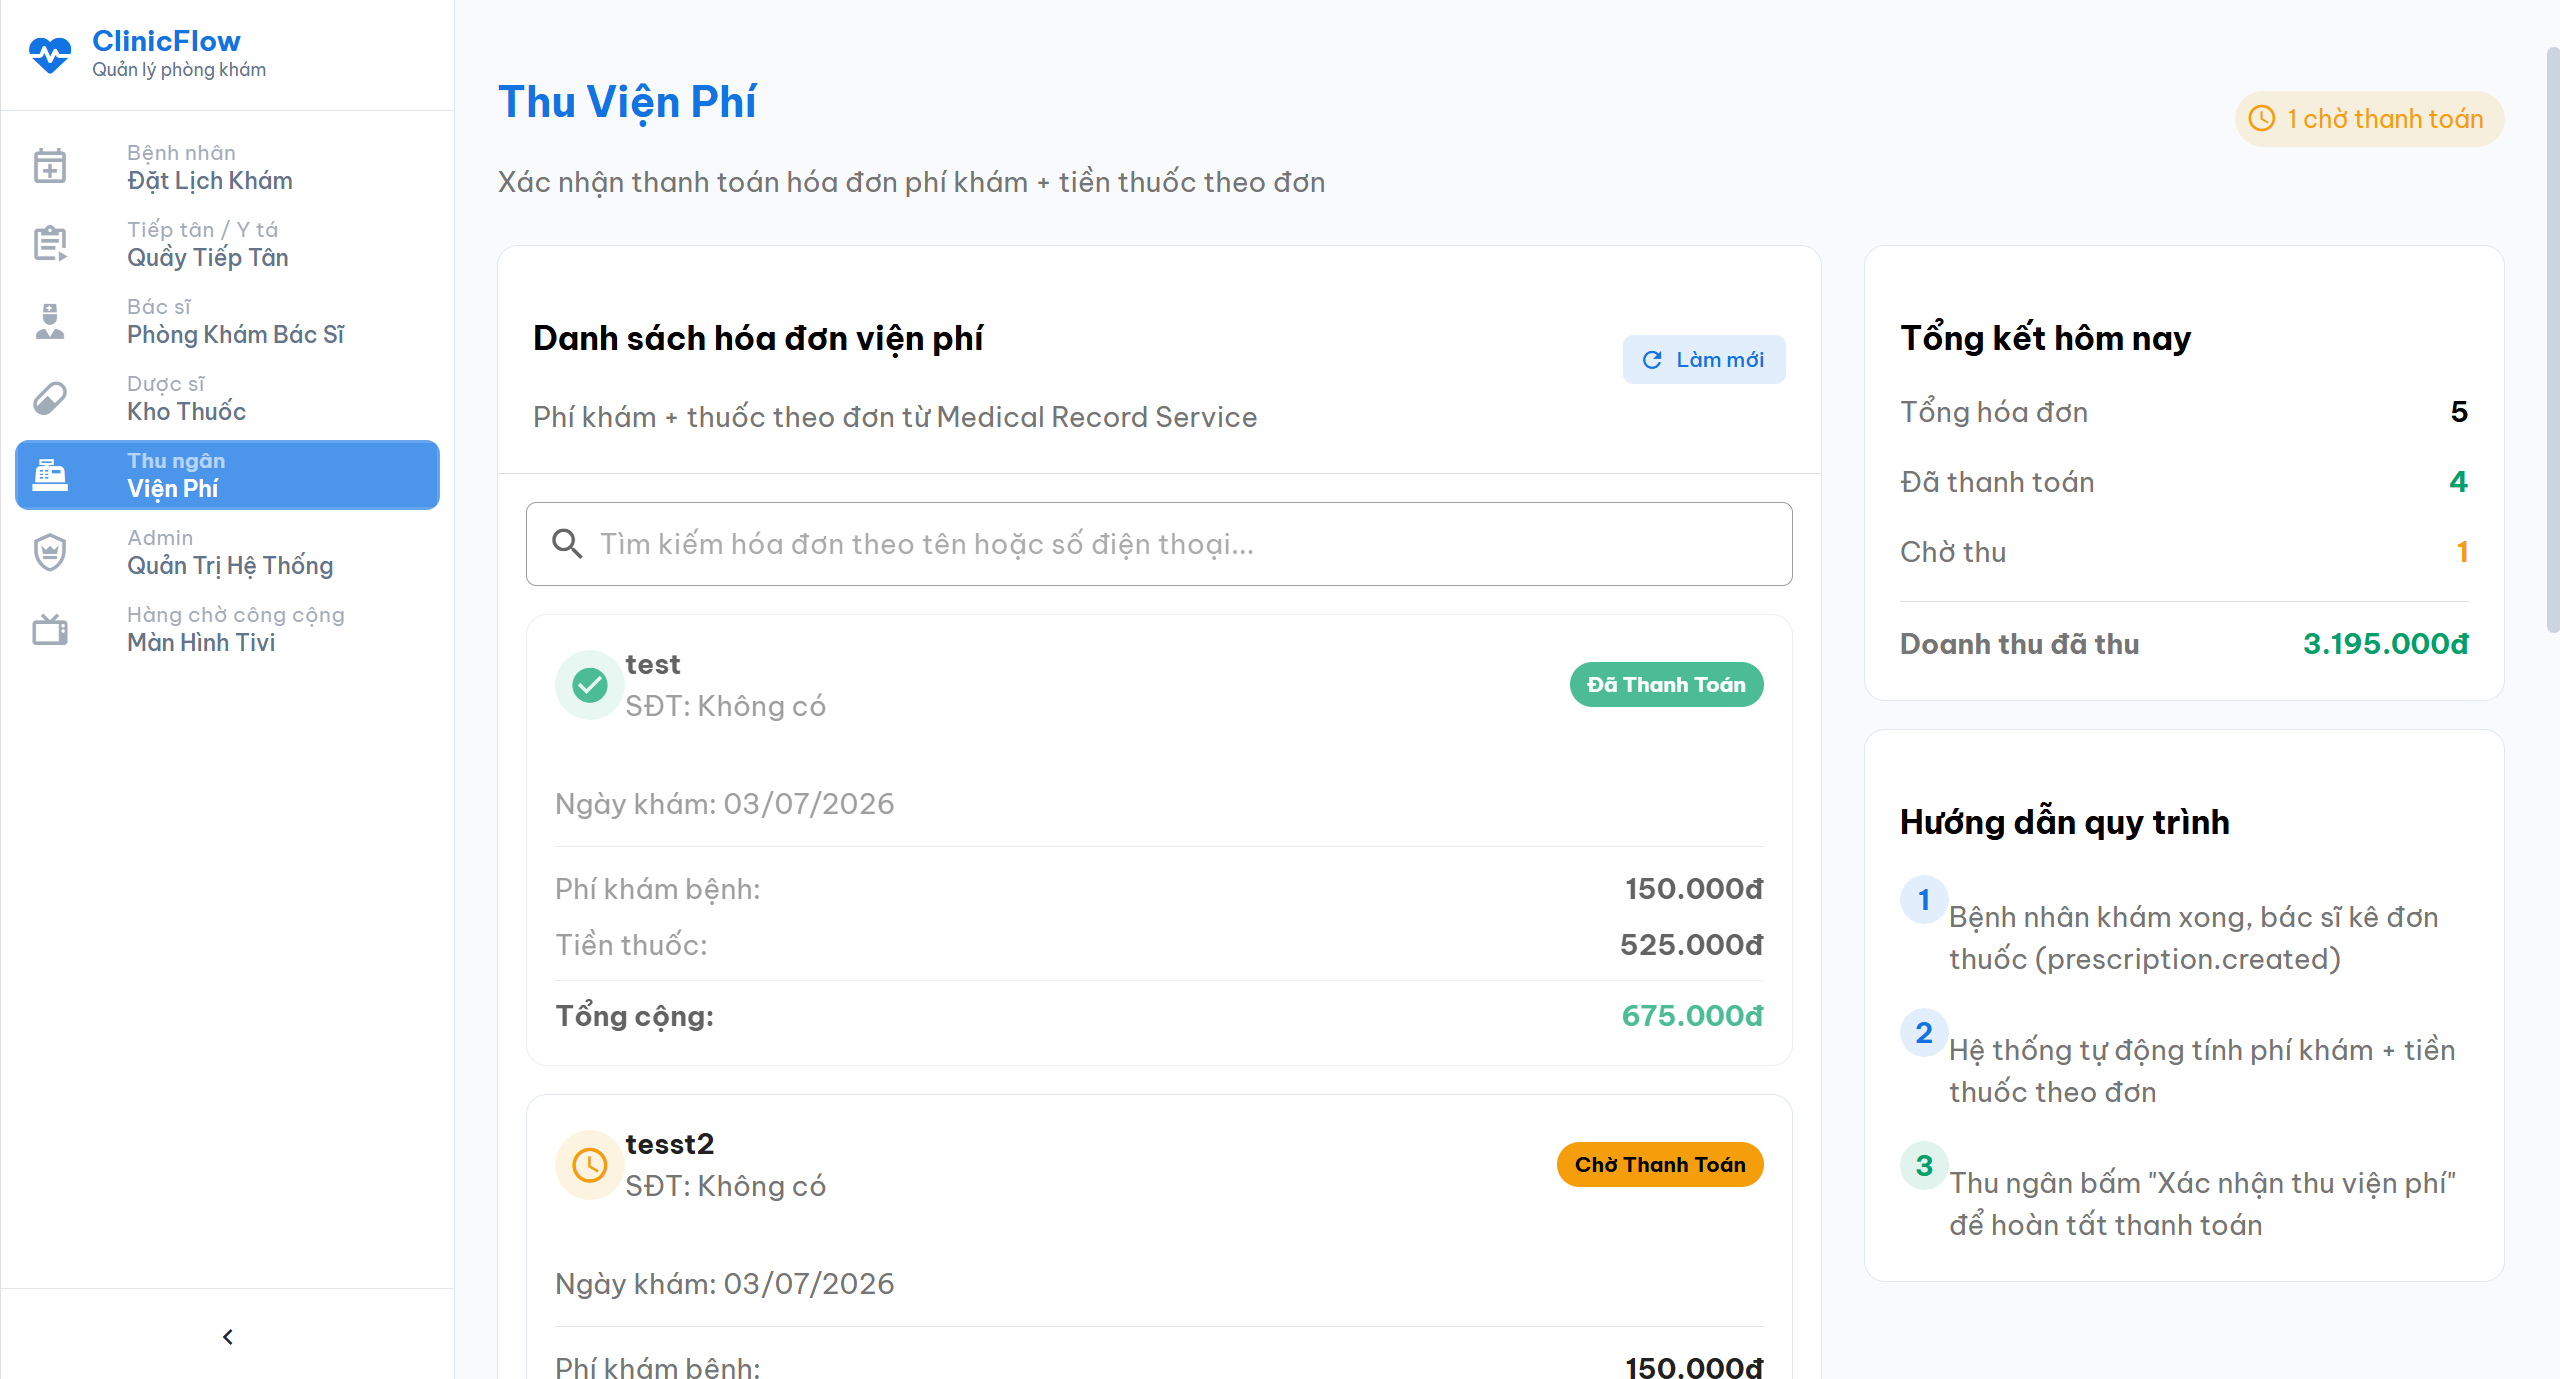 ClinicFlow
Quản lý phòng khám
Bệnh nhân
Đặt Lịch Khám
Tiếp tân / Y tá
Quầy Tiếp Tân
Bác sĩ
Phòng Khám Bác Sĩ
Dược sĩ
Kho Thuốc
Thu ngân
Viện Phí
Admin
Quản Trị Hệ Thống
Hàng chờ công cộng
Màn Hình Tivi
Thu Viện Phí
1 chờ thanh toán
Xác nhận thanh toán hóa đơn phí khám + tiền thuốc theo đơn
Danh sách hóa đơn viện phí
Làm mới
Phí khám + thuốc theo đơn từ Medical Record Service
Tìm kiếm hóa đơn theo tên hoặc số điện thoại...
test
SĐT: Không có
Đã Thanh Toán
Ngày khám: 03/07/2026
Phí khám bệnh: 150.000đ
Tiền thuốc: 525.000đ
Tổng cộng: 675.000đ
tesst2
SĐT: Không có
Chờ Thanh Toán
Ngày khám: 03/07/2026
Phí khám bệnh: 150.000đ
Tổng kết hôm nay
Tổng hóa đơn 5
Đã thanh toán 4
Chờ thu 1
Doanh thu đã thu 3.195.000đ
Hướng dẫn quy trình
1 Bệnh nhân khám xong, bác sĩ kê đơn
thuốc (prescription.created)
2 Hệ thống tự động tính phí khám + tiền
thuốc theo đơn
3 Thu ngân bấm "Xác nhận thu viện phí"
để hoàn tất thanh toán